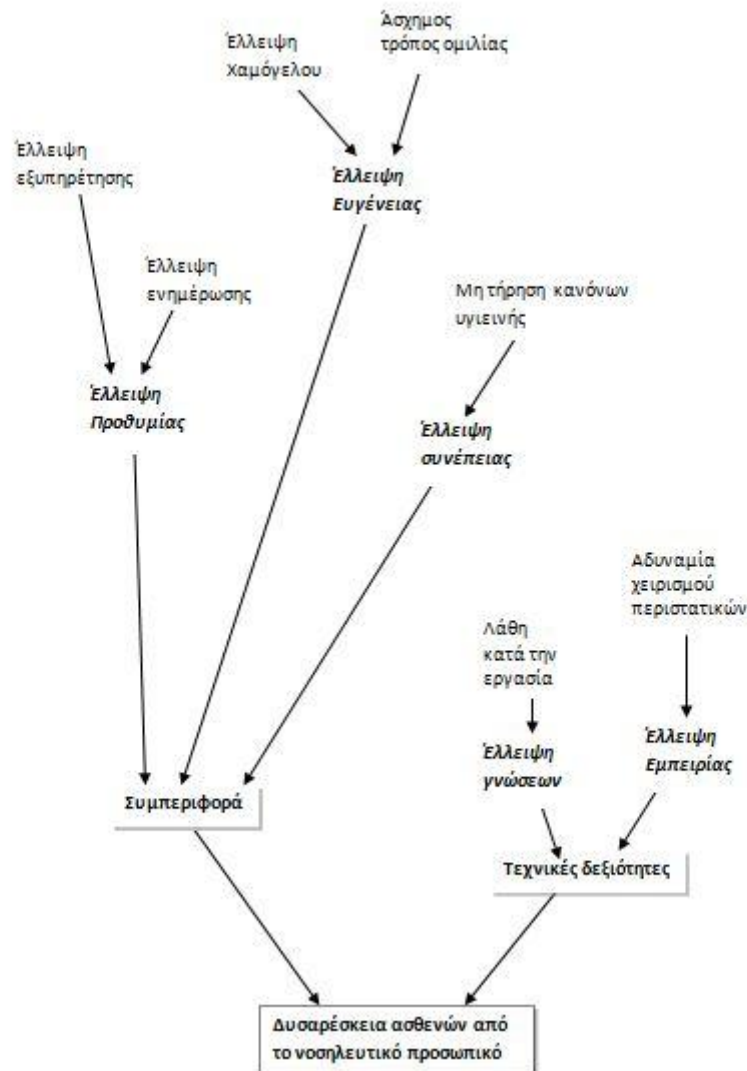 Άσχημος
τρόπος ομιλίας
Έλλειψη
Χαμόγελου
Έλλειψη
εξυπηρέτησης
Έλλειψη
Ευγένειας
Έλλειψη
ενημέρωσης
Μη τήρηση κανόνων
υγιεινής
Έλλειψη
Προθυμίας
Έλλειψη
συνέπειας
Αδυναμία
χειρισμού
περιστατικών
Λάθη
κατά την
εργασία
Έλλειψη
Εμπειρίας
Έλλειψη
γνώσεων
Συμπεριφορά
Τεχνικές δεξιότητες
Δυσαρέσκεια ασθενών από
το νοσηλευτικό προσωπικό